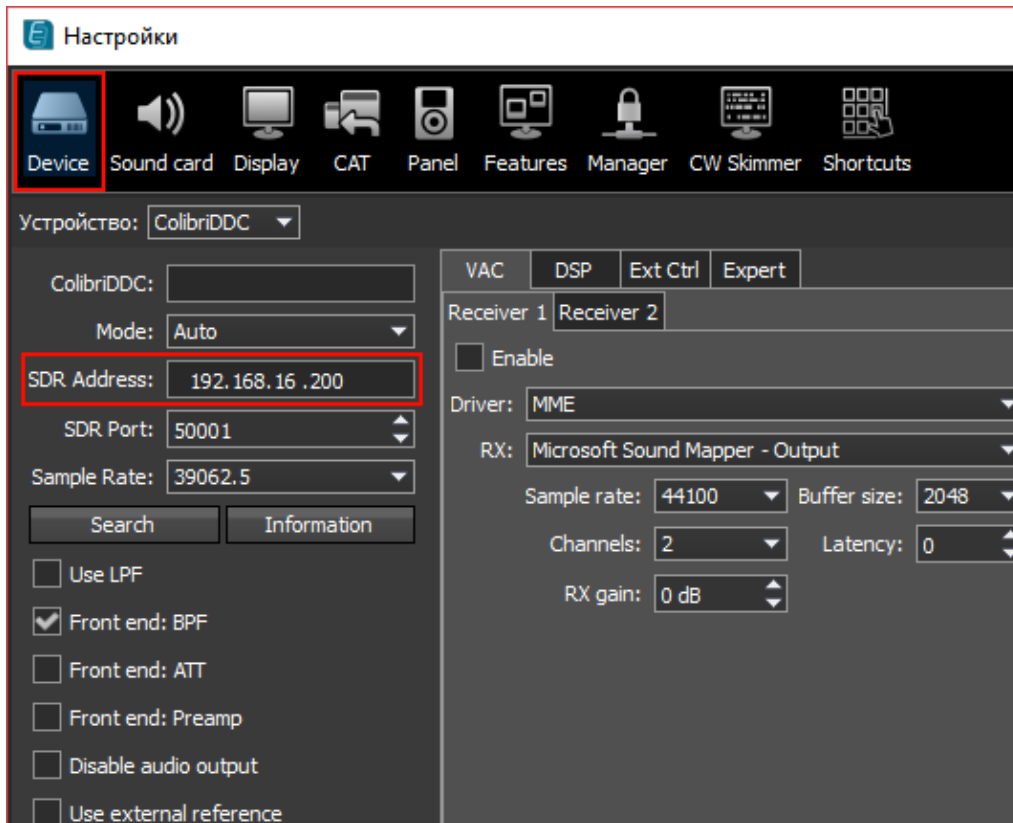 Настройки
Device Sound card Display CAT Panel Features Manager CW Skimmer Shortcuts
Устройство: ColibriDDC
ColibriDDC:
Mode: Auto
SDR Address: 192.168.16 .200
SDR Port: 50001
Sample Rate: 39062.5
Search Information
Use LPF
Front end: BPF
Front end: ATT
Front end: Preamp
Disable audio output
Use external reference
VAC DSP Ext Ctrl Expert
Receiver 1 Receiver 2
Enable
Driver: MME
RX: Microsoft Sound Mapper - Output
Sample rate: 44100 Buffer size: 2048
Channels: 2 Latency: 0
RX gain: 0 dB